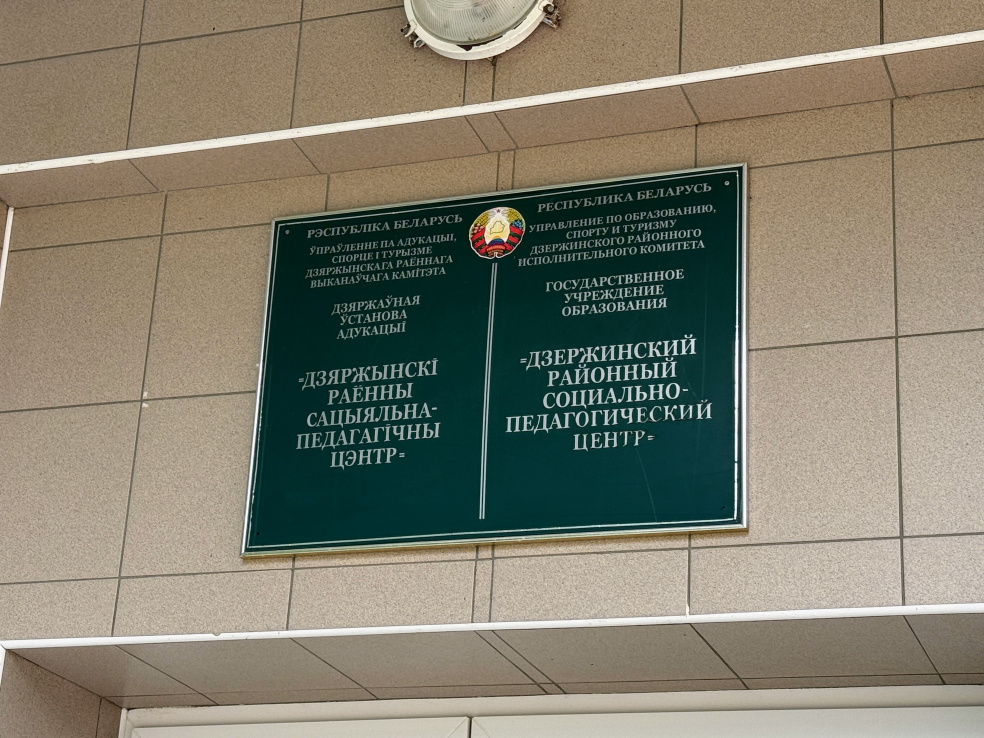 РЭСПУБЛІКА БЕЛАРУСЬ
ЎПРАЎЛЕННЕ ПА АДУКАЦЫІ,
СПОРЦЕ І ТУРЫЗМЕ
ДЗЯРЖЫНСКАГА РАЁННАГА
ВЫКАНАЎЧАГА КАМІТЭТА
ДЗЯРЖАЎНАЯ
ЎСТАНОВА
АДУКАЦЫІ
"ДЗЯРЖЫНСКІ
РАЁННЫ
САЦЫЯЛЬНА-
ПЕДАГАГІЧНЫ
ЦЭНТР"
РЕСПУБЛИКА БЕЛАРУСЬ
УПРАВЛЕНИЕ ПО ОБРАЗОВАНИЮ,
СПОРТУ И ТУРИЗМУ
ДЗЕРЖИНСКОГО РАЙОННОГО
ИСПОЛНИТЕЛЬНОГО КОМИТЕТА
ГОСУДАРСТВЕННОЕ
УЧРЕЖДЕНИЕ
ОБРАЗОВАНИЯ
"ДЗЕРЖИНСКИЙ
РАЙОННЫЙ
СОЦИАЛЬНО-
ПЕДАГОГИЧЕСКИЙ
ЦЕНТР"